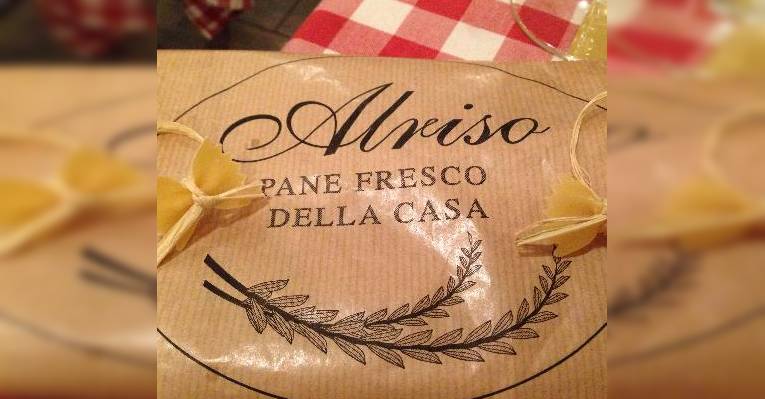 Alriso
PANE FRESCO
DELLA CASA